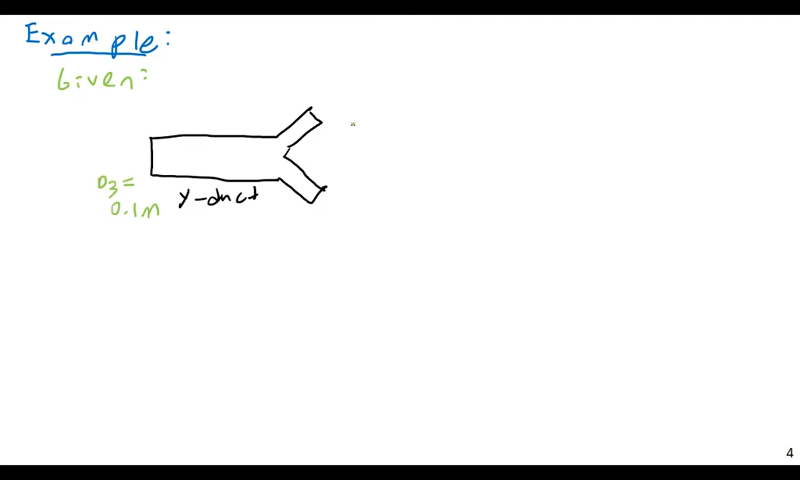 Example:
Given:
D3 =
0.1m
y-duct
4